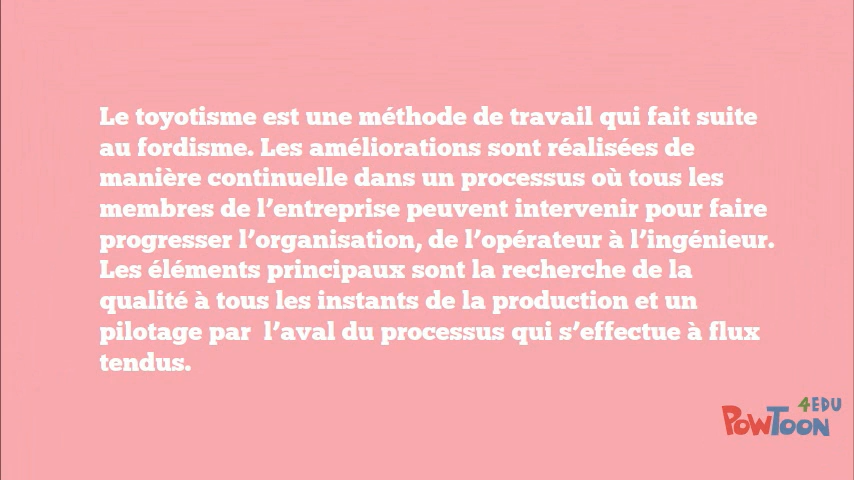 Le toyotisme est une méthode de travail qui fait suite
au fordisme. Les améliorations sont réalisées de
manière continuelle dans un processus où tous les
membres de l’entreprise peuvent intervenir pour faire
progresser l’organisation, de l’opérateur à l’ingénieur.
Les éléments principaux sont la recherche de la
qualité à tous les instants de la production et un
pilotage par  l’aval du processus qui s’effectue à flux
tendus.
4EDU
POWTOON